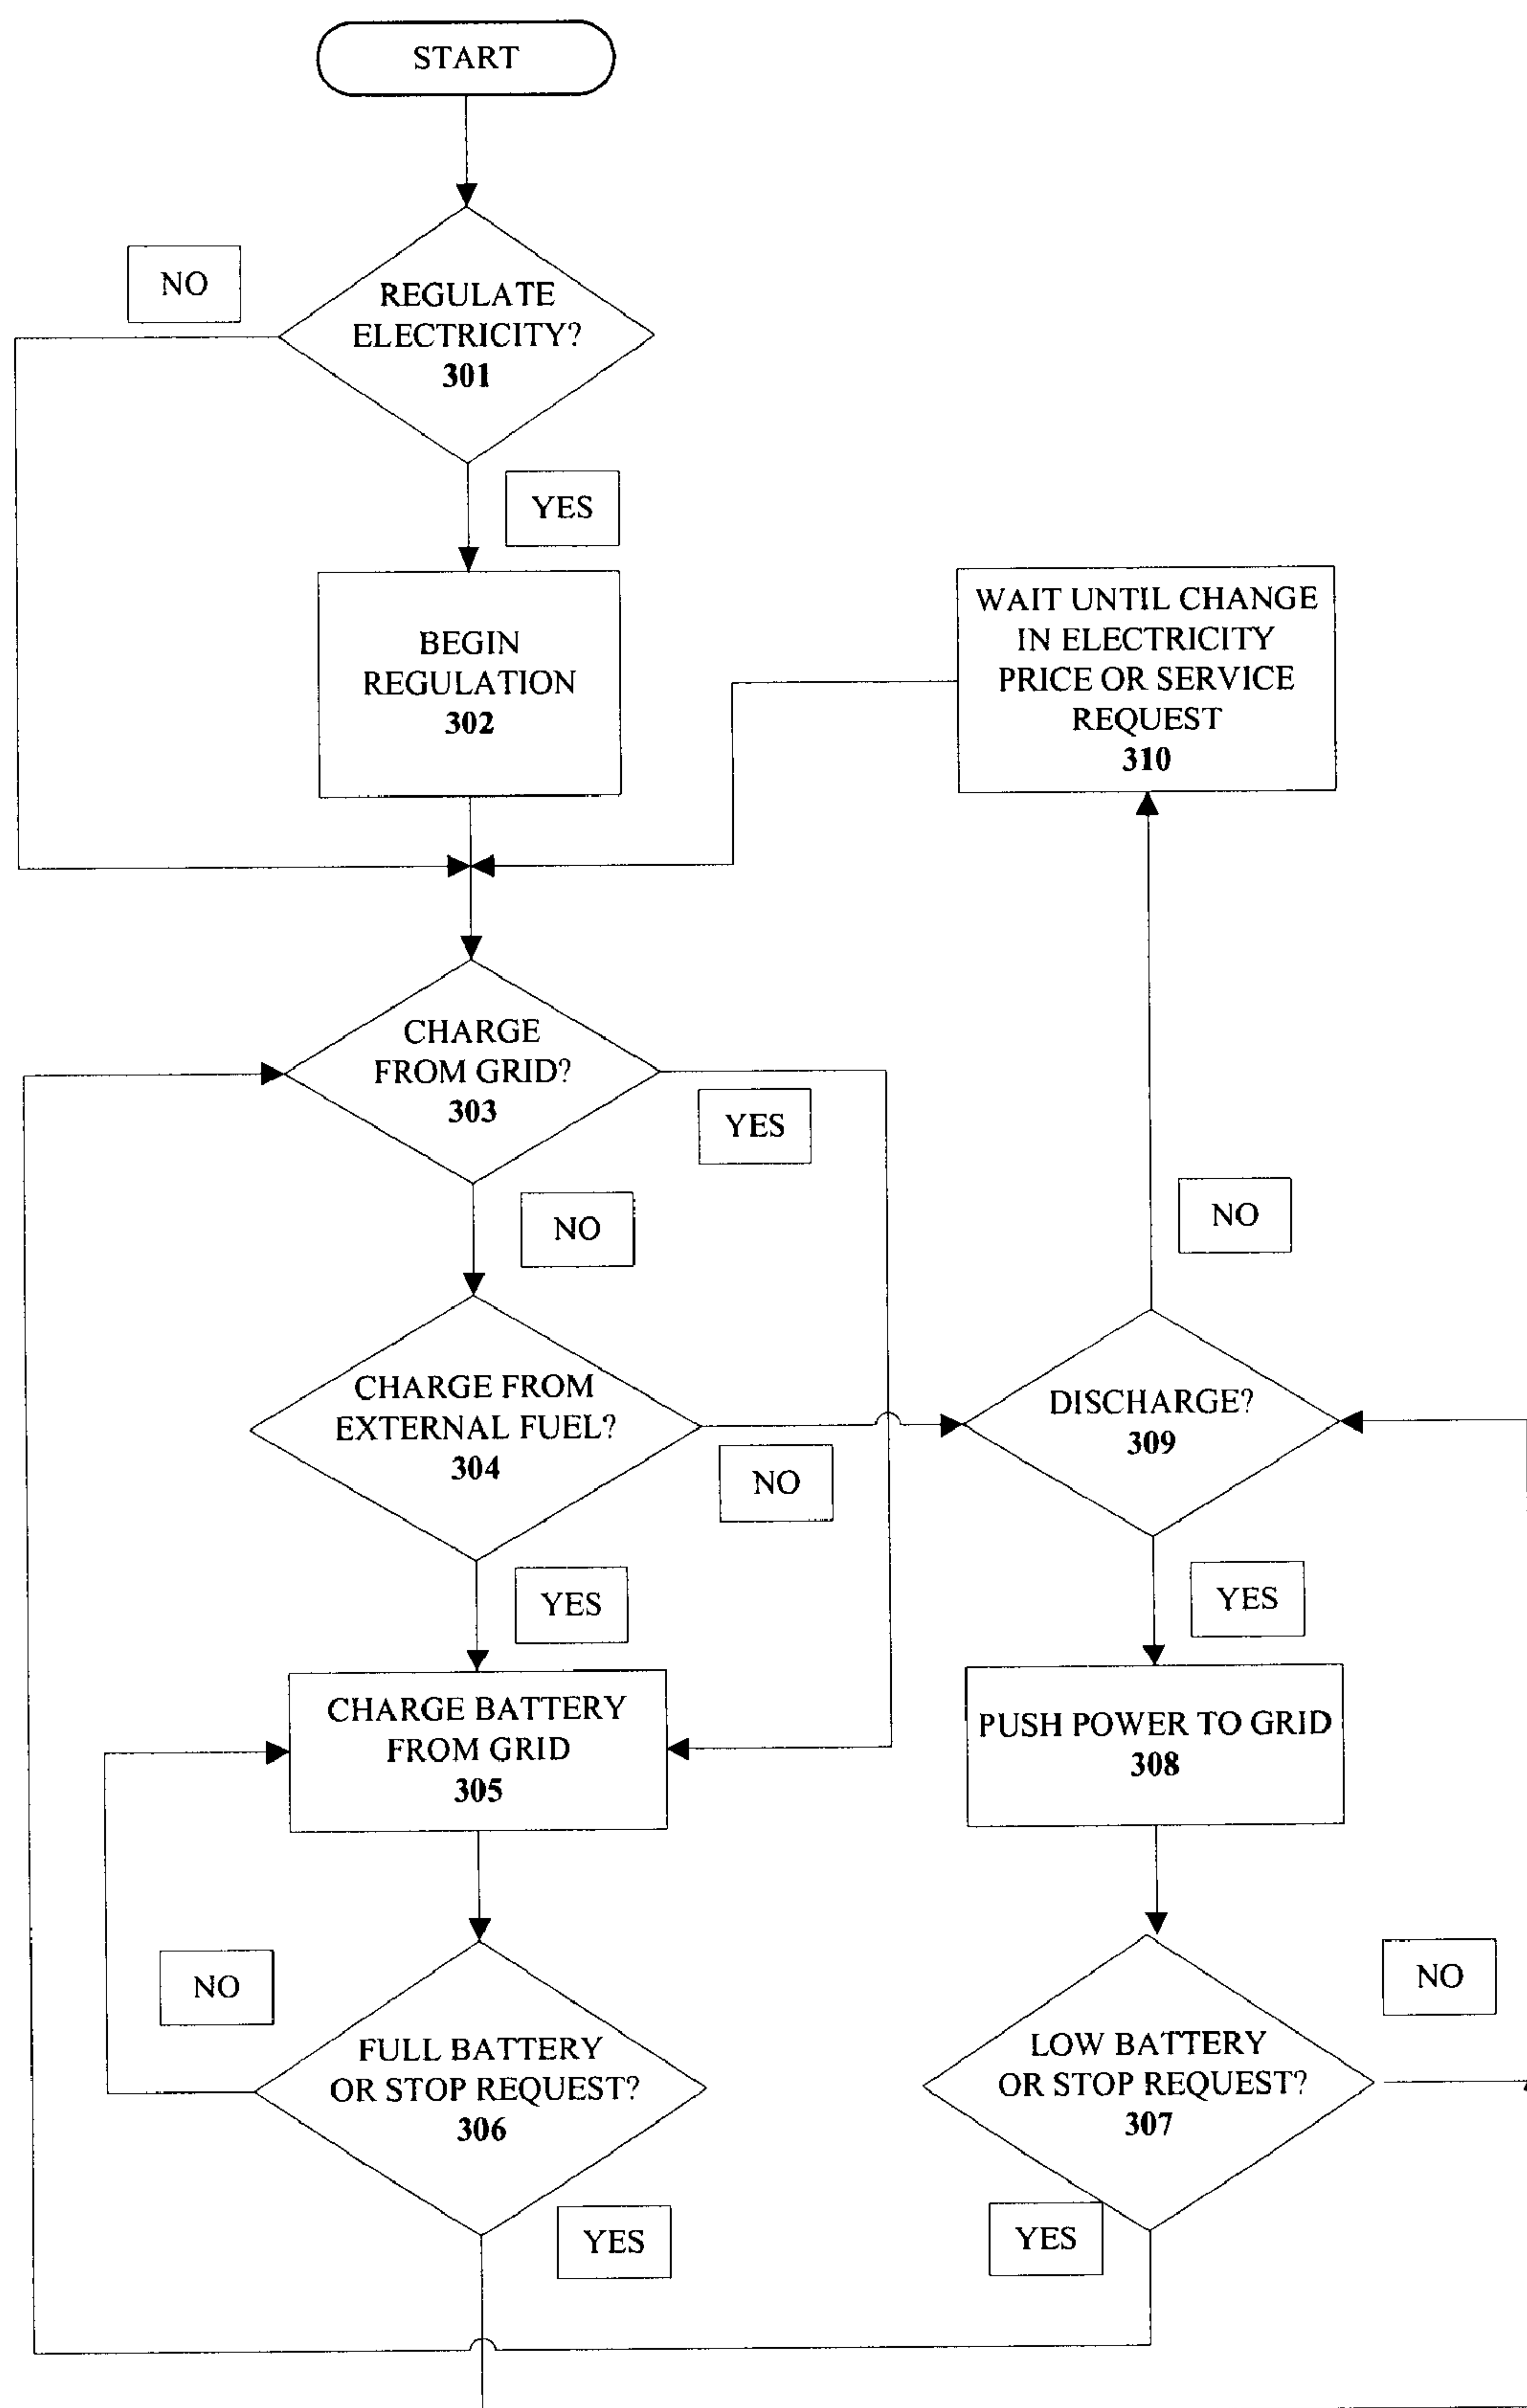 START
NO
REGULATE
ELECTRICITY?
301
YES
BEGIN
REGULATION
302
WAIT UNTIL CHANGE
IN ELECTRICITY
PRICE OR SERVICE
REQUEST
310
CHARGE
FROM GRID?
303
YES
NO
NO
CHARGE FROM
EXTERNAL FUEL?
304
NO
DISCHARGE?
309
YES
YES
CHARGE BATTERY
FROM GRID
305
PUSH POWER TO GRID
308
NO
FULL BATTERY
OR STOP REQUEST?
306
YES
LOW BATTERY
OR STOP REQUEST?
307
NO
YES